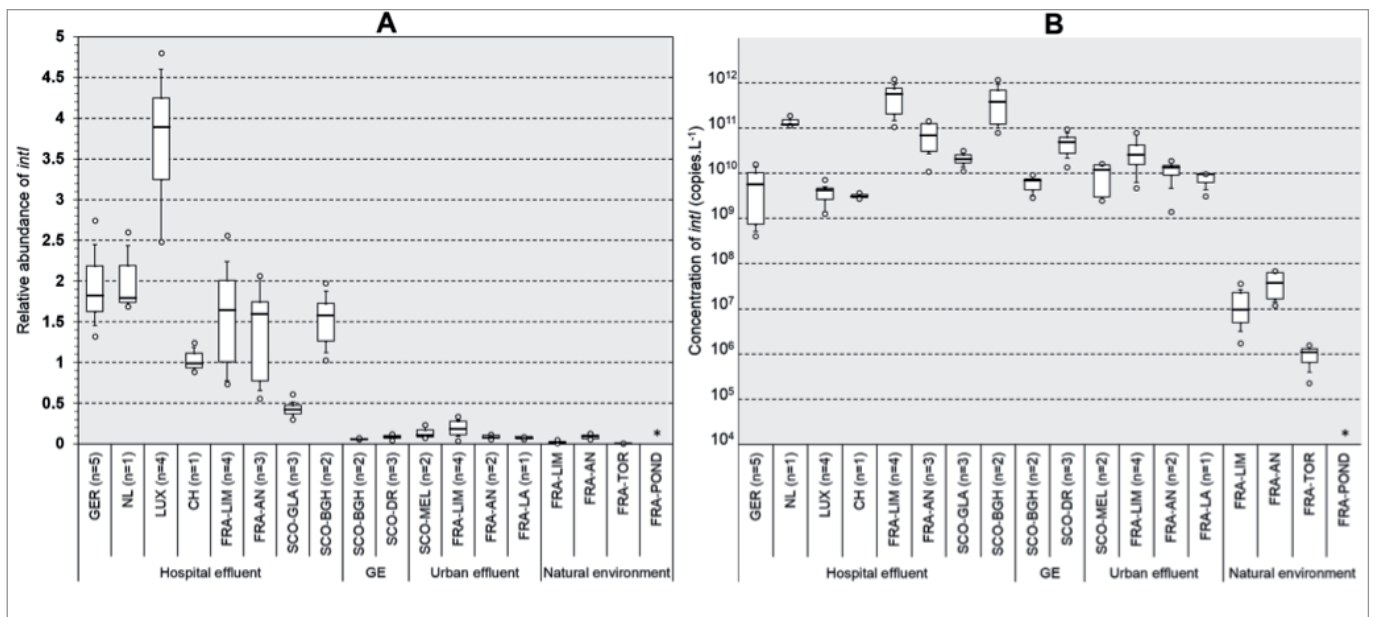 A
Relative abundance of intI
5
4.5
4
3.5
3
2.5
2
1.5
1
0.5
0
GER (n=5)
NL (n=1)
LUX (n=4)
CH (n=1)
FRA-LIM (n=4)
FRA-AN (n=3)
SCO-GLA (n=3)
SCO-BGH (n=2)
SCO-BGH (n=2)
SCO-DR (n=3)
SCO-MEL (n=2)
FRA-LIM (n=4)
FRA-AN (n=2)
FRA-LA (n=1)
FRA-LIM
FRA-AN
FRA-TOR
FRA-POND
*
Hospital effluent
GE
Urban effluent
Natural environment
B
Concentration of intI (copies.L⁻¹)
10¹²
10¹¹
10¹⁰
10⁹
10⁸
10⁷
10⁶
10⁵
10⁴
GER (n=5)
NL (n=1)
LUX (n=4)
CH (n=1)
FRA-LIM (n=4)
FRA-AN (n=3)
SCO-GLA (n=3)
SCO-BGH (n=2)
SCO-BGH (n=2)
SCO-DR (n=3)
SCO-MEL (n=2)
FRA-LIM (n=4)
FRA-AN (n=2)
FRA-LA (n=1)
FRA-LIM
FRA-AN
FRA-TOR
FRA-POND
*
Hospital effluent
GE
Urban effluent
Natural environment